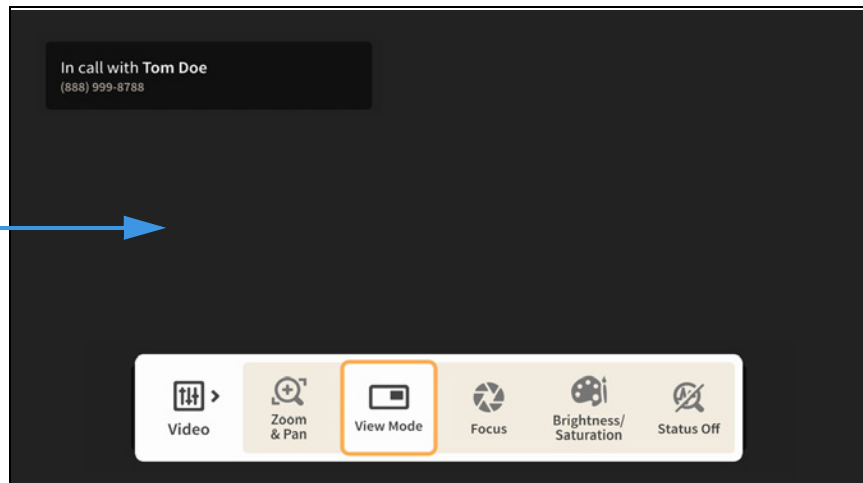 In call with Tom Doe
(888) 999-8788
Video
Zoom
& Pan
View Mode
Focus
Brightness/
Saturation
Status Off